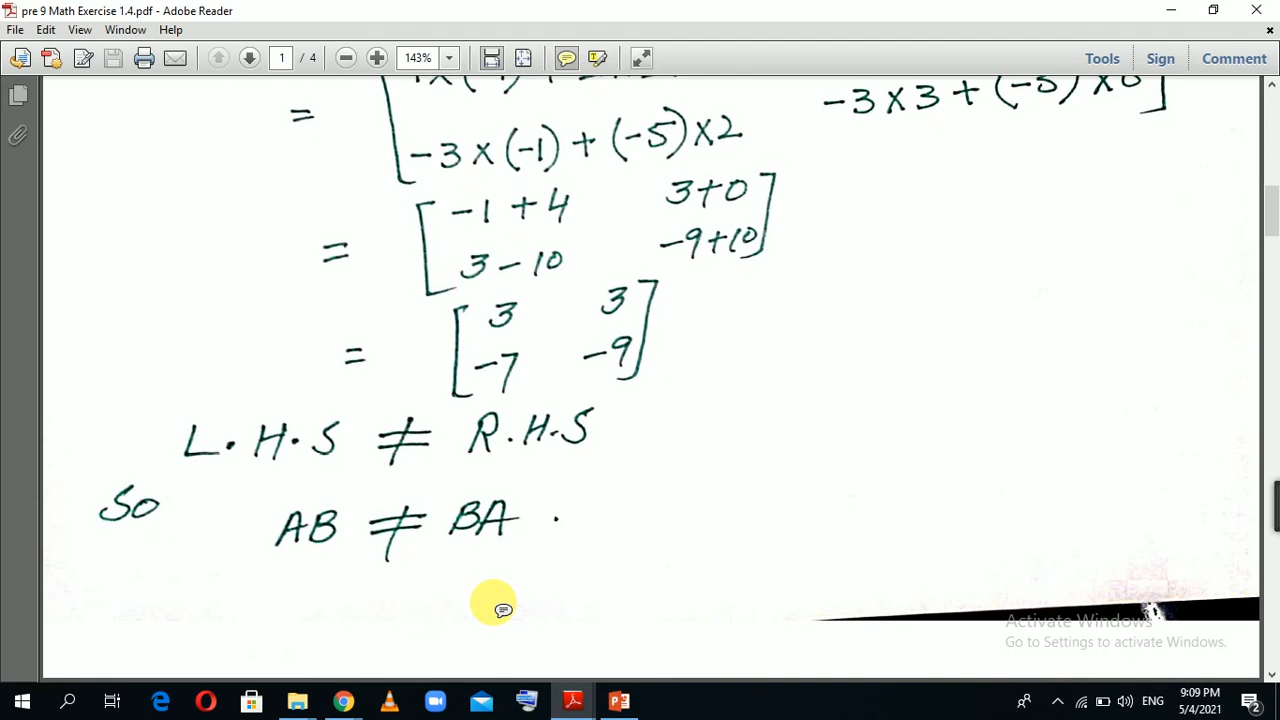 pre 9 Math Exercise 1.4.pdf - Adobe Reader
File Edit View Window Help
1 / 4 143% Tools Sign Comment
-3×3 + (-5)×0]
=
-3×(-1) + (-5)×2
= [-1+4 3+0
3-10 -9+10]
= [3 3
-7 -9]
L.H.S ≠ R.H.S
So AB ≠ BA .
Activate Windows
Go to Settings to activate Windows.
ENG
9:09 PM
5/4/2021
2